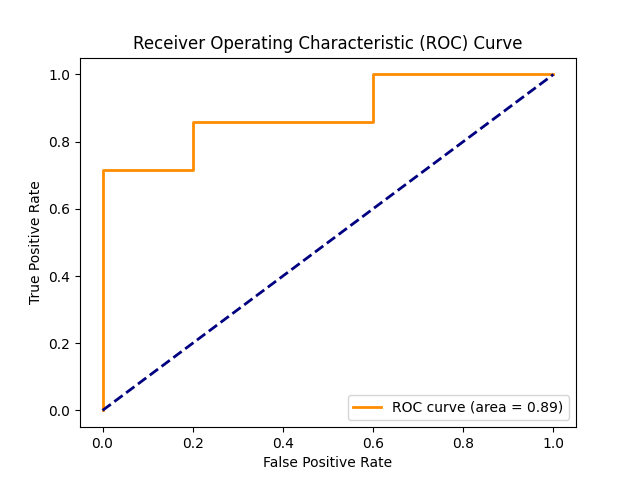 Receiver Operating Characteristic (ROC) Curve
1.0
0.8
0.6
0.4
0.2
0.0
True Positive Rate
0.0 0.2 0.4 0.6 0.8 1.0
False Positive Rate
ROC curve (area = 0.89)